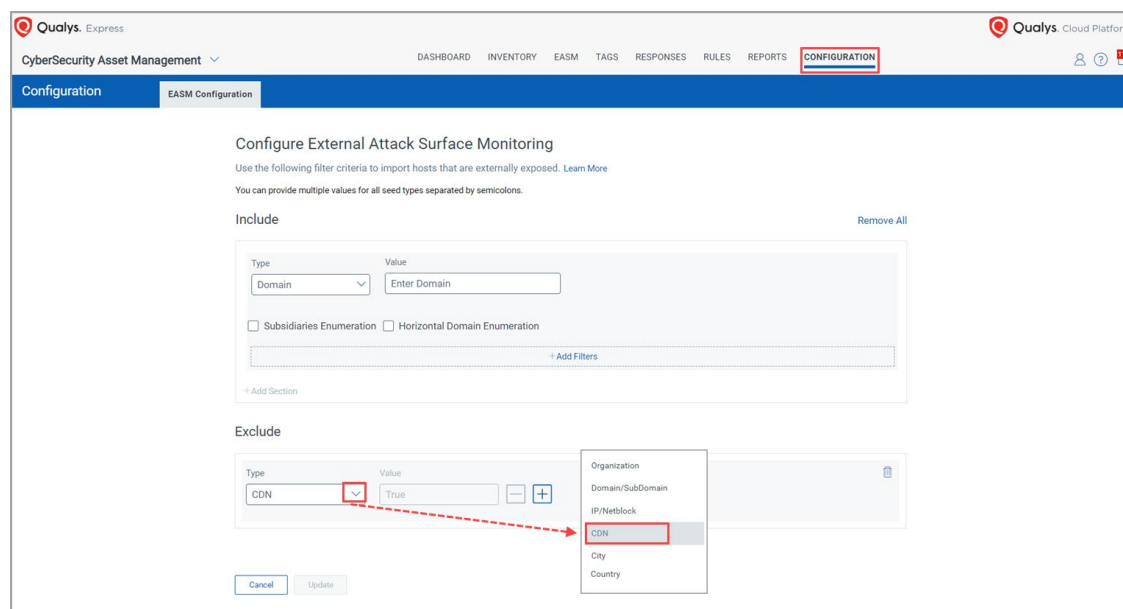 Qualys. Express
Qualys. Cloud Platfor
CyberSecurity Asset Management
DASHBOARD INVENTORY EASM TAGS RESPONSES RULES REPORTS CONFIGURATION
Configuration
EASM Configuration
Configure External Attack Surface Monitoring
Use the following filter criteria to import hosts that are externally exposed. Learn More
You can provide multiple values for all seed types separated by semicolons.
Include
Remove All
Type
Value
Domain
Enter Domain
Subsidiaries Enumeration
Horizontal Domain Enumeration
+Add Filters
+Add Section
Exclude
Type
Value
CDN
True
Organization
Domain/SubDomain
IP/Netblock
CDN
City
Country
Cancel
Update